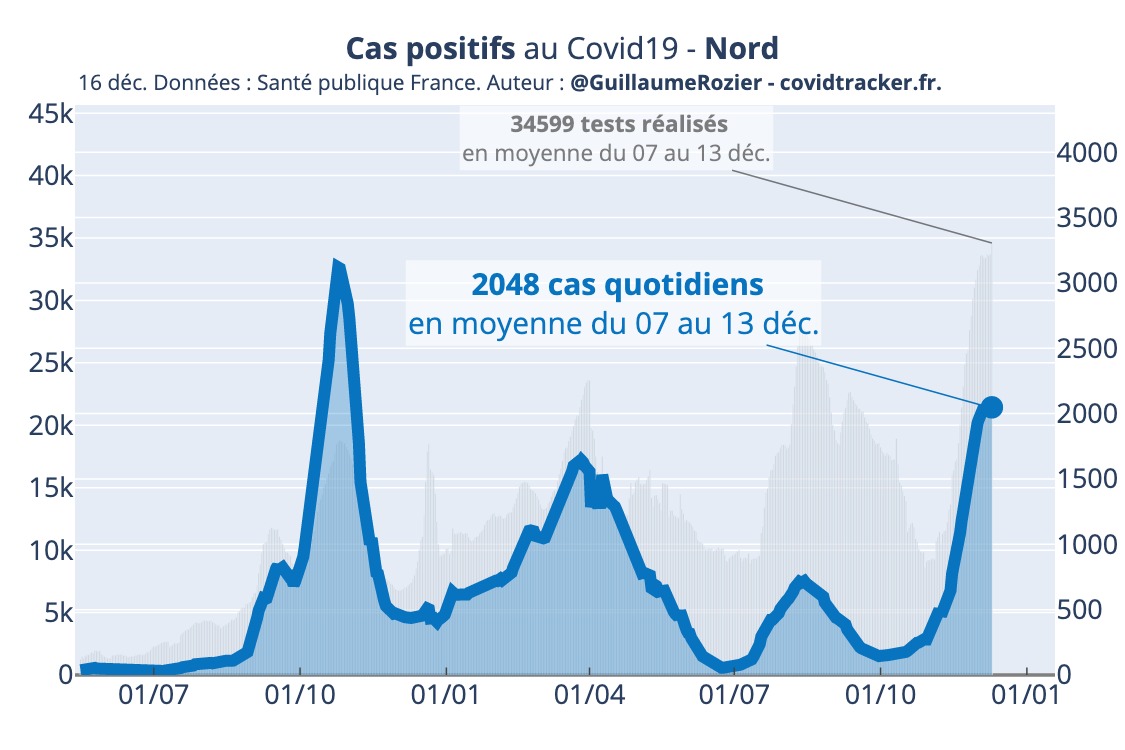 Cas positifs au Covid19 - Nord
16 déc. Données : Santé publique France. Auteur : @GuillaumeRozier - covidtracker.fr.
45k
34599 tests réalisés
en moyenne du 07 au 13 déc.
4000
40k
3500
35k
2048 cas quotidiens
3000
30k
en moyenne du 07 au 13 déc.
2500
25k
2000
20k
1500
15k
1000
10k
500
5k
0
0
01/07
01/10
01/01
01/04
01/07
01/10
01/01